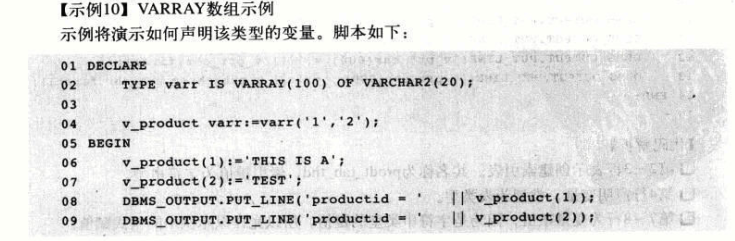 【示例10】 VARRAY数组示例
示例将演示如何声明该类型的变量。脚本如下：
01 DECLARE
02     TYPE varr IS VARRAY(100) OF VARCHAR2(20);
03
04     v_product varr:=varr('1','2');
05 BEGIN
06     v_product(1):='THIS IS A';
07     v_product(2):='TEST';
08     DBMS_OUTPUT.PUT_LINE('productid = '  || v_product(1));
09     DBMS_OUTPUT.PUT_LINE('productid = '  || v_product(2));